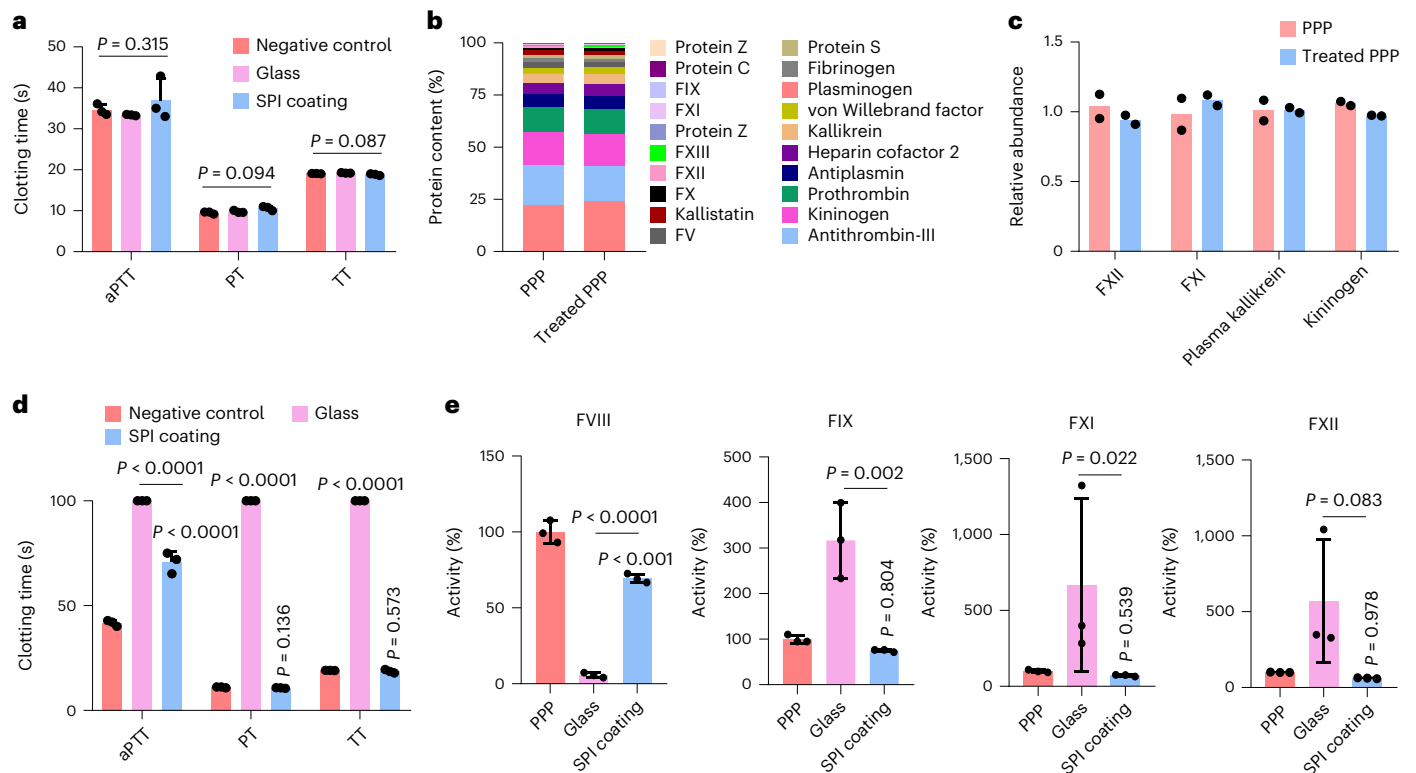 a
P = 0.315
Negative control
Glass
SPI coating
P = 0.094
P = 0.087
Clotting time (s)
50
40
30
20
10
0
aPTT
PT
TT
b
Protein content (%)
100
75
50
25
0
PPP
Treated PPP
Protein Z
Protein C
FIX
FXI
Protein Z
FXIII
FXII
FX
Kallistatin
FV
Protein S
Fibrinogen
Plasminogen
von Willebrand factor
Kallikrein
Heparin cofactor 2
Antiplasmin
Prothrombin
Kininogen
Antithrombin-III
c
PPP
Treated PPP
Relative abundance
1.5
1.0
0.5
0
FXII
FXI
Plasma kallikrein
Kininogen
d
Negative control
Glass
SPI coating
P < 0.0001
P < 0.0001
P < 0.0001
P < 0.0001
P = 0.136
P = 0.573
Clotting time (s)
100
50
0
aPTT
PT
TT
e
FVIII
Activity (%)
150
100
50
0
P < 0.0001
P < 0.001
PPP
Glass
SPI coating
FIX
Activity (%)
500
400
300
200
100
0
P = 0.002
P = 0.804
PPP
Glass
SPI coating
FXI
Activity (%)
1,500
1,000
500
0
P = 0.022
P = 0.539
PPP
Glass
SPI coating
FXII
Activity (%)
1,500
1,000
500
0
P = 0.083
P = 0.978
PPP
Glass
SPI coating